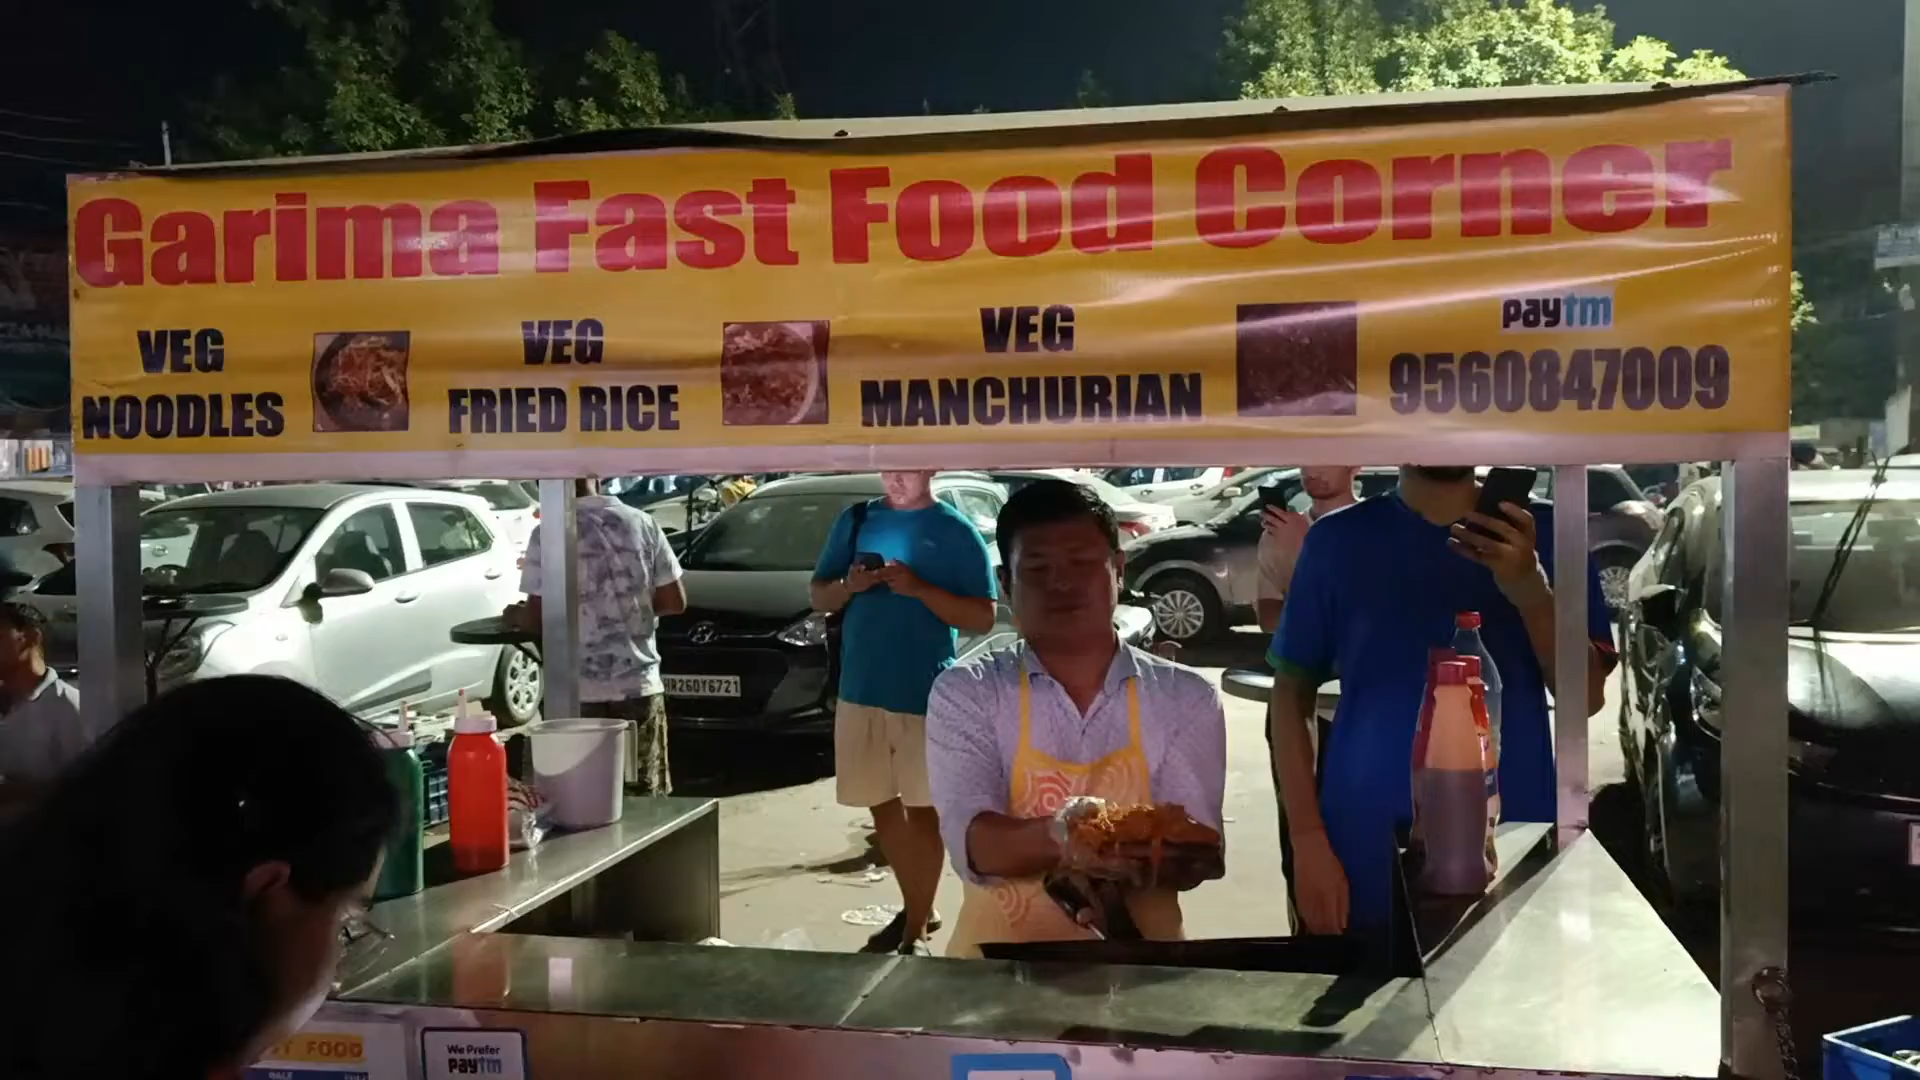 Garima Fast Food Corner
VEG
NOODLES
VEG
FRIED RICE
VEG
MANCHURIAN
paytm
9560847009
HR26DY6721
FOOD
We Prefer
paytm